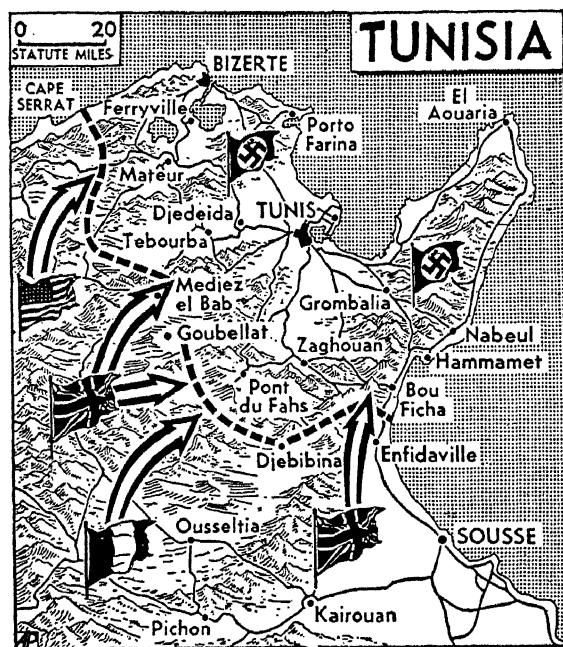 0 20
STATUTE MILES
TUNISIA
BIZERTE
CAPE
SERRAT
Ferryville
El
Aouaria
Porto
Farina
Mateur
Djedeida
TUNIS
Tebourba
Mediez
el Bab
Grombalia
Goubellat
Nabeul
Zaghouan
Hammamet
Pont
du Fahs
Bou
Ficha
Djebibina
Enfidaville
Ousseltia
SOUSSE
Kairouan
Pichon
AP